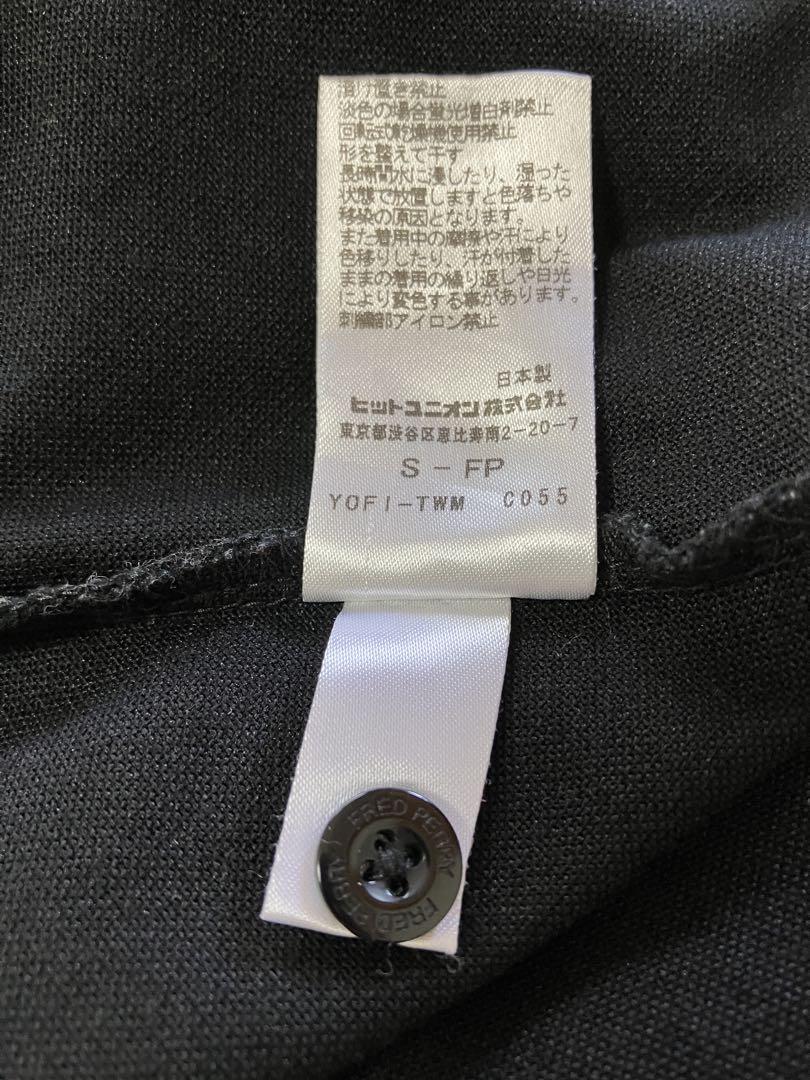 漬け置き禁止
淡色の場合蛍光増白剤禁止
回転式乾燥機使用禁止
形を整えて干す
長時間水に浸したり、湿った
状態で放置しますと色落ちや
移染の原因となります。
また着用中の摩擦や汗により
色移りしたり、汗が付着した
ままの着用の繰り返しや日光
により変色する事があります。
刺繍部アイロン禁止
日本製
ヒットユニオン株式会社
東京都渋谷区恵比寿南2-20-7
S-FP
YOFI-TWM C055
FRED PERRY
FRED PERRY